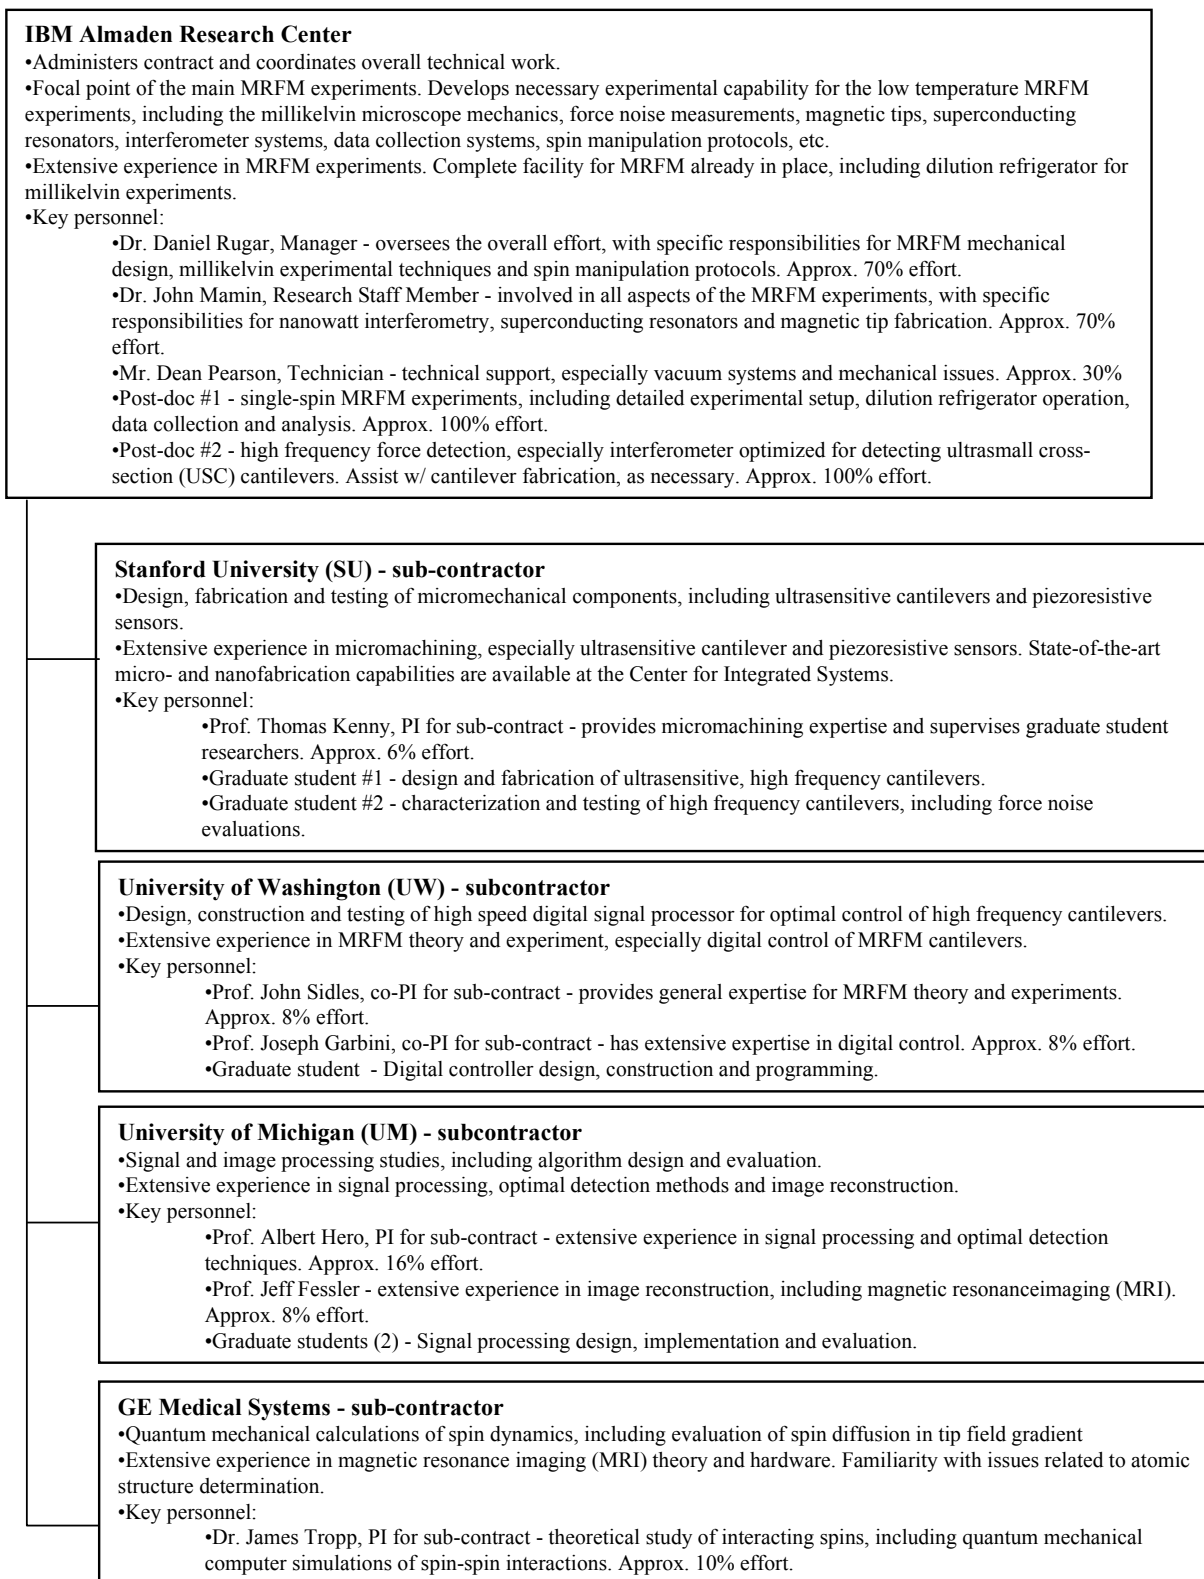 IBM Almaden Research Center
•Administers contract and coordinates overall technical work.
•Focal point of the main MRFM experiments. Develops necessary experimental capability for the low temperature MRFM
experiments, including the millikelvin microscope mechanics, force noise measurements, magnetic tips, superconducting
resonators, interferometer systems, data collection systems, spin manipulation protocols, etc.
•Extensive experience in MRFM experiments. Complete facility for MRFM already in place, including dilution refrigerator for
millikelvin experiments.
•Key personnel:
•Dr. Daniel Rugar, Manager - oversees the overall effort, with specific responsibilities for MRFM mechanical
design, millikelvin experimental techniques and spin manipulation protocols. Approx. 70% effort.
•Dr. John Mamin, Research Staff Member - involved in all aspects of the MRFM experiments, with specific
responsibilities for nanowatt interferometry, superconducting resonators and magnetic tip fabrication. Approx. 70%
effort.
•Mr. Dean Pearson, Technician - technical support, especially vacuum systems and mechanical issues. Approx. 30%
•Post-doc #1 - single-spin MRFM experiments, including detailed experimental setup, dilution refrigerator operation,
data collection and analysis. Approx. 100% effort.
•Post-doc #2 - high frequency force detection, especially interferometer optimized for detecting ultrasmall cross-
section (USC) cantilevers. Assist w/ cantilever fabrication, as necessary. Approx. 100% effort.
Stanford University (SU) - sub-contractor
•Design, fabrication and testing of micromechanical components, including ultrasensitive cantilevers and piezoresistive
sensors.
•Extensive experience in micromachining, especially ultrasensitive cantilever and piezoresistive sensors. State-of-the-art
micro- and nanofabrication capabilities are available at the Center for Integrated Systems.
•Key personnel:
•Prof. Thomas Kenny, PI for sub-contract - provides micromachining expertise and supervises graduate student
researchers. Approx. 6% effort.
•Graduate student #1 - design and fabrication of ultrasensitive, high frequency cantilevers.
•Graduate student #2 - characterization and testing of high frequency cantilevers, including force noise
evaluations.
University of Washington (UW) - subcontractor
•Design, construction and testing of high speed digital signal processor for optimal control of high frequency cantilevers.
•Extensive experience in MRFM theory and experiment, especially digital control of MRFM cantilevers.
•Key personnel:
•Prof. John Sidles, co-PI for sub-contract - provides general expertise for MRFM theory and experiments.
Approx. 8% effort.
•Prof. Joseph Garbini, co-PI for sub-contract - has extensive expertise in digital control. Approx. 8% effort.
•Graduate student - Digital controller design, construction and programming.
University of Michigan (UM) - subcontractor
•Signal and image processing studies, including algorithm design and evaluation.
•Extensive experience in signal processing, optimal detection methods and image reconstruction.
•Key personnel:
•Prof. Albert Hero, PI for sub-contract - extensive experience in signal processing and optimal detection
techniques. Approx. 16% effort.
•Prof. Jeff Fessler - extensive experience in image reconstruction, including magnetic resonanceimaging (MRI).
Approx. 8% effort.
•Graduate students (2) - Signal processing design, implementation and evaluation.
GE Medical Systems - sub-contractor
•Quantum mechanical calculations of spin dynamics, including evaluation of spin diffusion in tip field gradient
•Extensive experience in magnetic resonance imaging (MRI) theory and hardware. Familiarity with issues related to atomic
structure determination.
•Key personnel:
•Dr. James Tropp, PI for sub-contract - theoretical study of interacting spins, including quantum mechanical
computer simulations of spin-spin interactions. Approx. 10% effort.